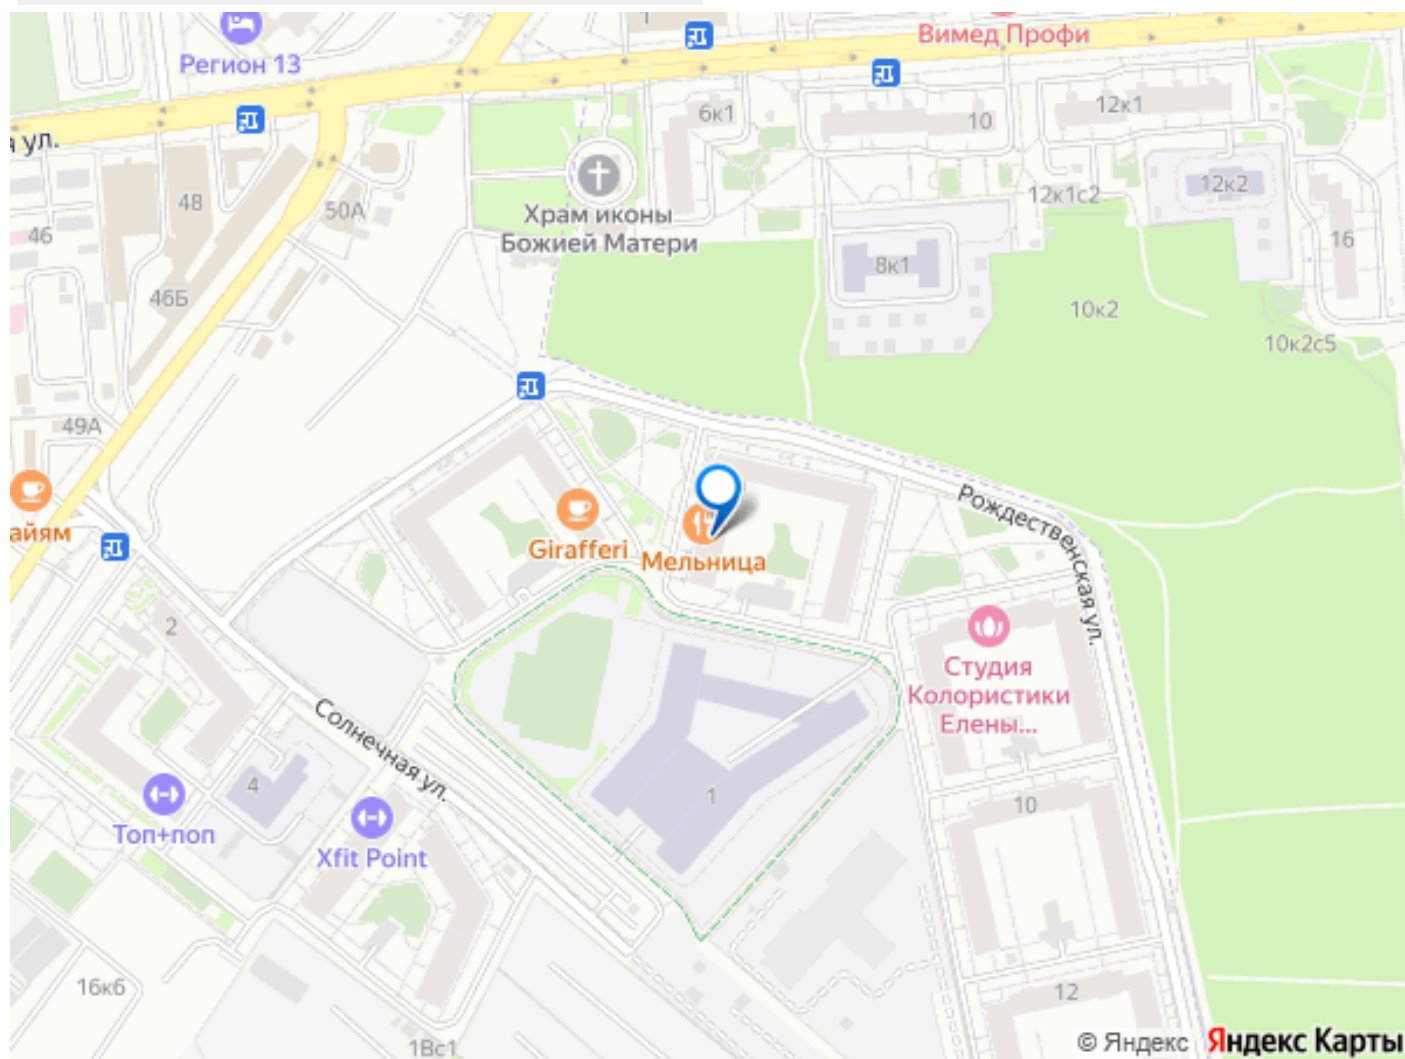 Вимед Профи
Регион 13
я ул.
6к1
10
12к1
48
50А
46
Храм иконы
Божией Матери
12к1с2
12к2
16
8к1
46Б
10к2
10к2с5
49А
айям
Girafferi
Мельница
Рождественская ул.
2
Студия
Колористики
Елены...
Солнечная ул.
4
1
10
Топ+поп
Xfit Point
16к6
12
1Вс1
© Яндекс Яндекс Карты